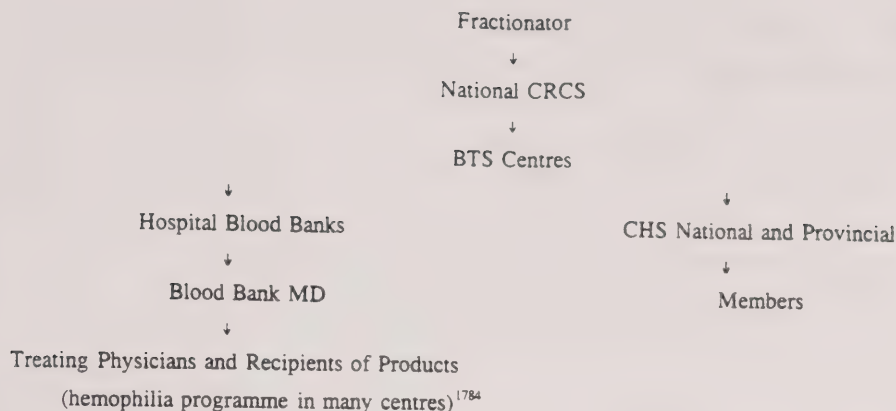 Fractionator
↓
National CRCS
↓
BTS Centres
↓ ↓
Hospital Blood Banks CHS National and Provincial
↓ ↓
Blood Bank MD Members
↓
Treating Physicians and Recipients of Products
(hemophilia programme in many centres)1784